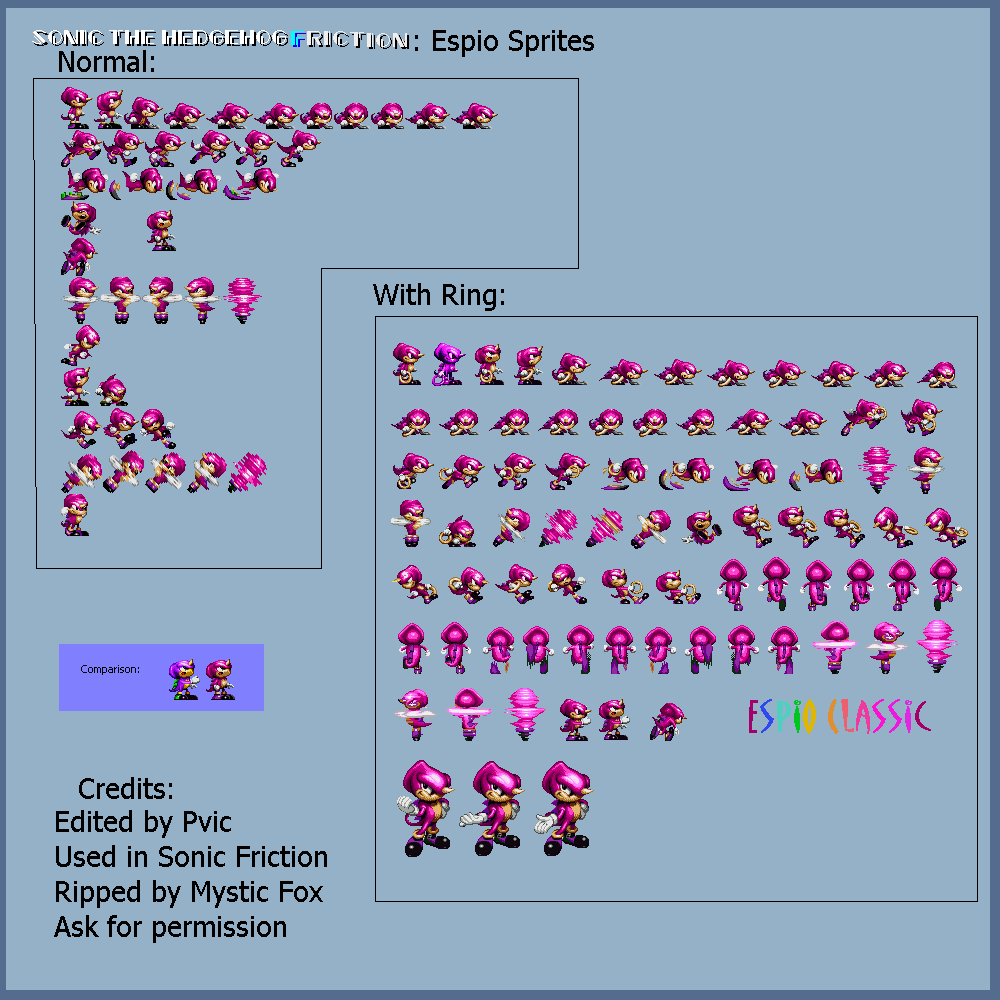 SONIC THE HEDGEHOG FRICTION: Espio Sprites
Normal:
With Ring:
Comparison:
ESPIO CLASSIC
Credits:
Edited by Pvic
Used in Sonic Friction
Ripped by Mystic Fox
Ask for permission